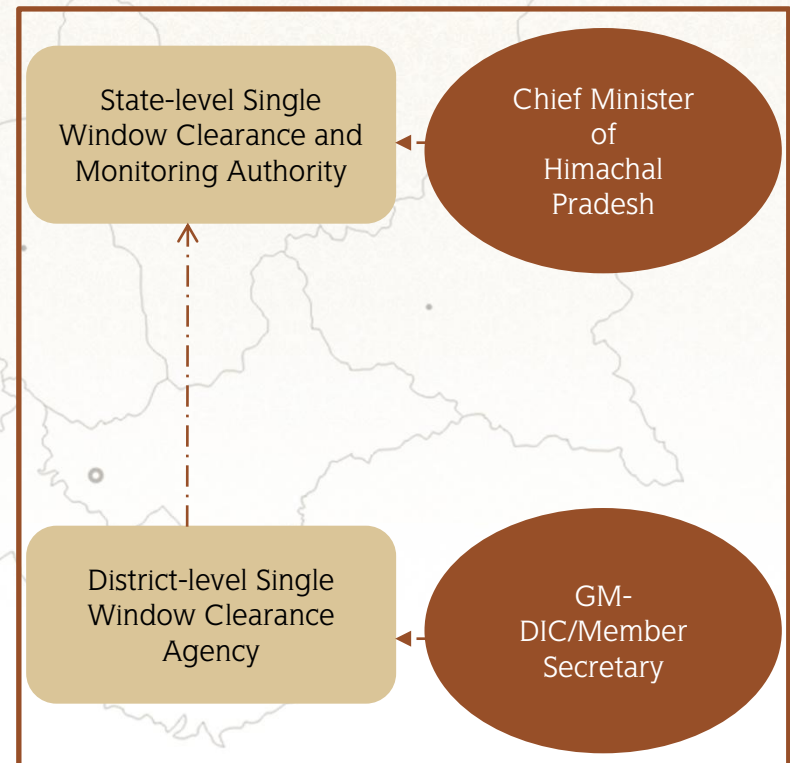 State-level Single
Window Clearance and
Monitoring Authority
Chief Minister
of
Himachal
Pradesh
District-level Single
Window Clearance
Agency
GM-
DIC/Member
Secretary